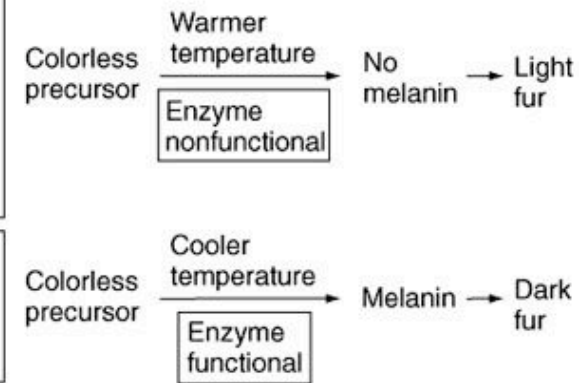 Warmer
temperature
Colorless
precursor
Enzyme
nonfunctional
No
melanin
Light
fur
Cooler
temperature
Colorless
precursor
Enzyme
functional
Melanin
Dark
fur